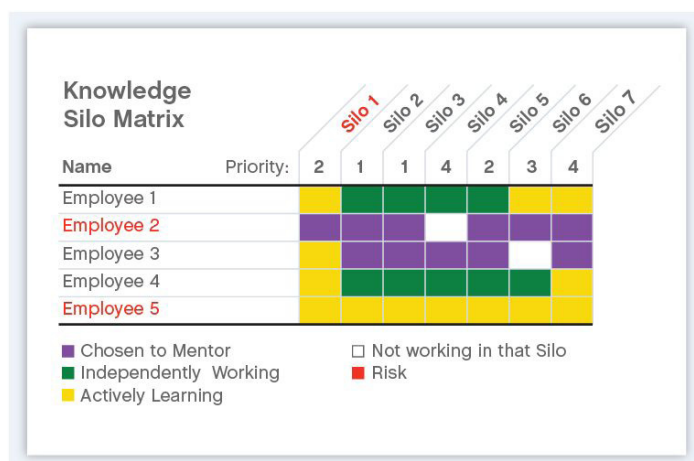 Knowledge
Silo Matrix
Silo 1 Silo 2 Silo 3 Silo 4 Silo 5 Silo 6 Silo 7
Name Priority: 2 1 1 4 2 3 4
Employee 1
Employee 2
Employee 3
Employee 4
Employee 5
Chosen to Mentor
Independently Working
Actively Learning
Not working in that Silo
Risk